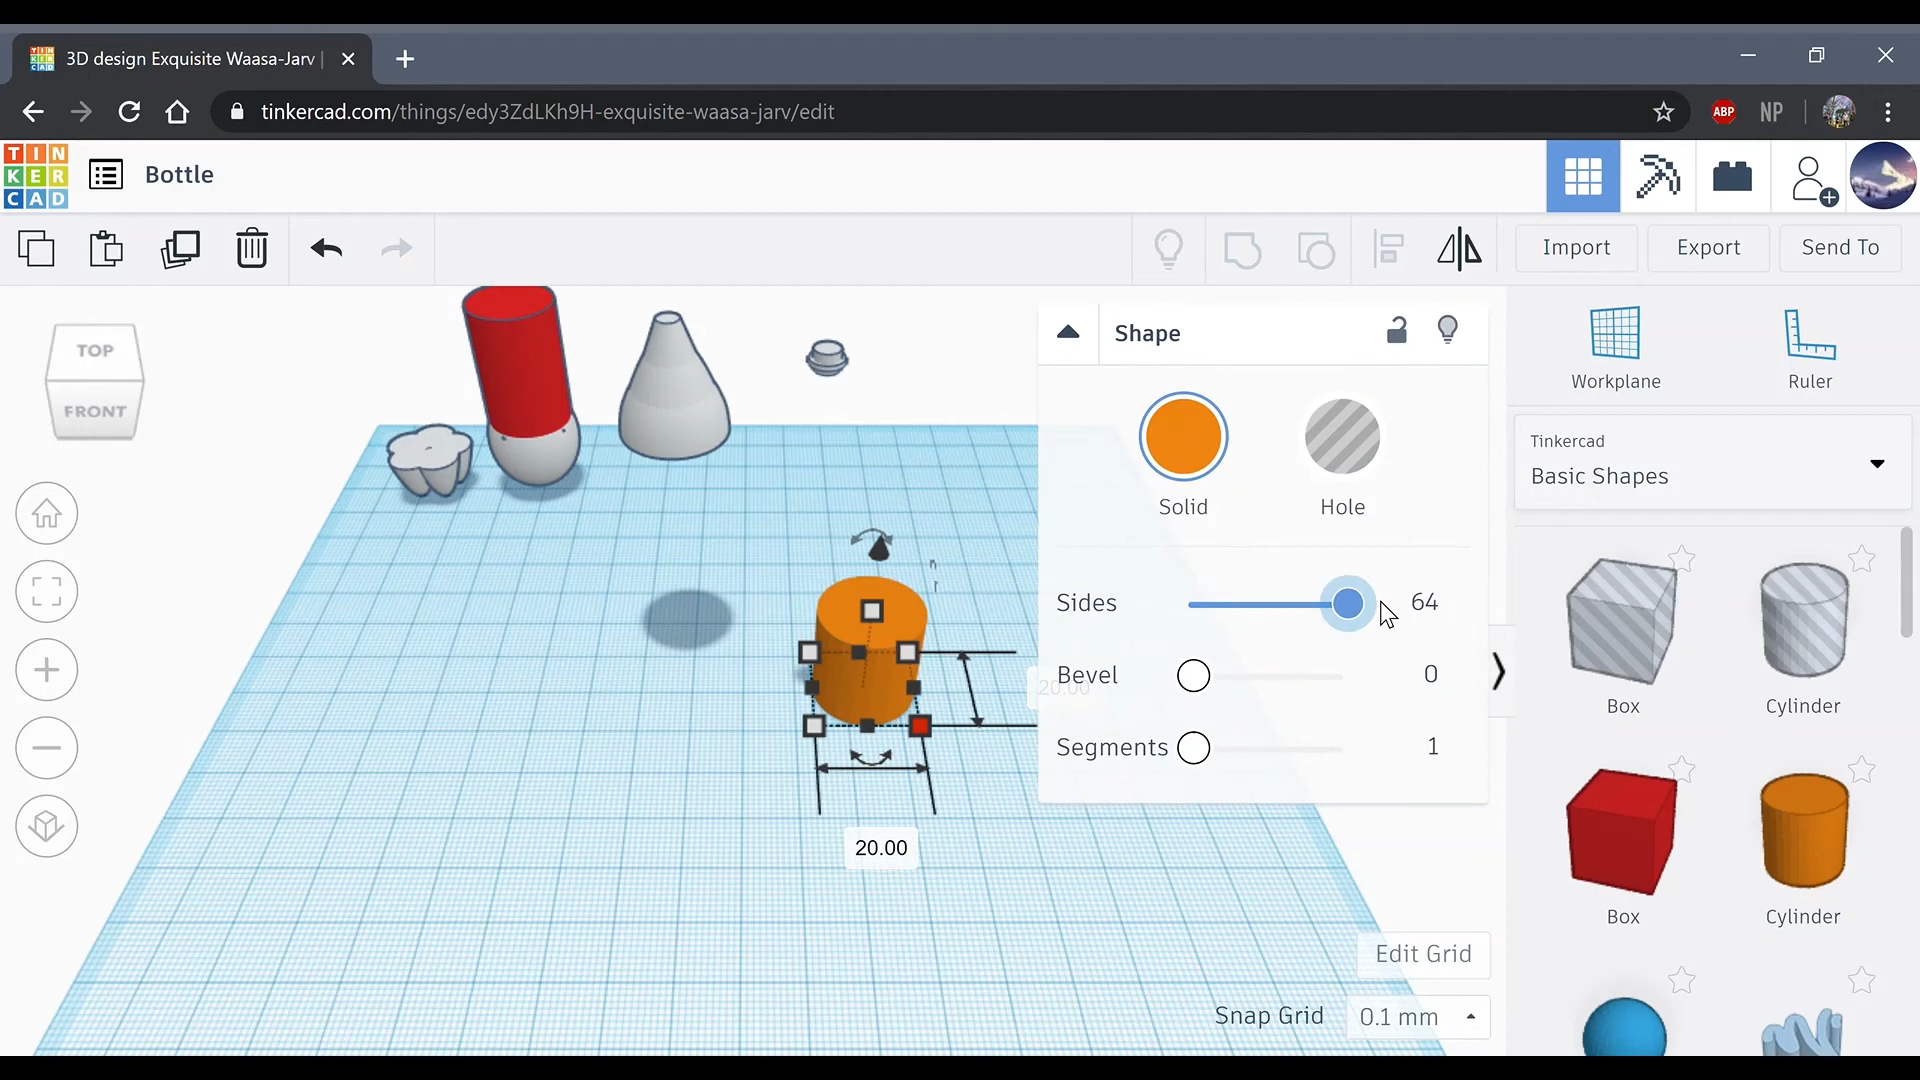 3D design Exquisite Waasa-Jarv |
tinkercad.com/things/edy3ZdLKh9H-exquisite-waasa-jarv/edit
ABP
NP
TIN
KER
CAD
Bottle
Import
Export
Send To
TOP
FRONT
Shape
Solid
Hole
Sides
64
Bevel
0
Segments
1
20.00
20.00
Workplane
Ruler
Tinkercad
Basic Shapes
Box
Cylinder
Box
Cylinder
Edit Grid
Snap Grid
0.1 mm